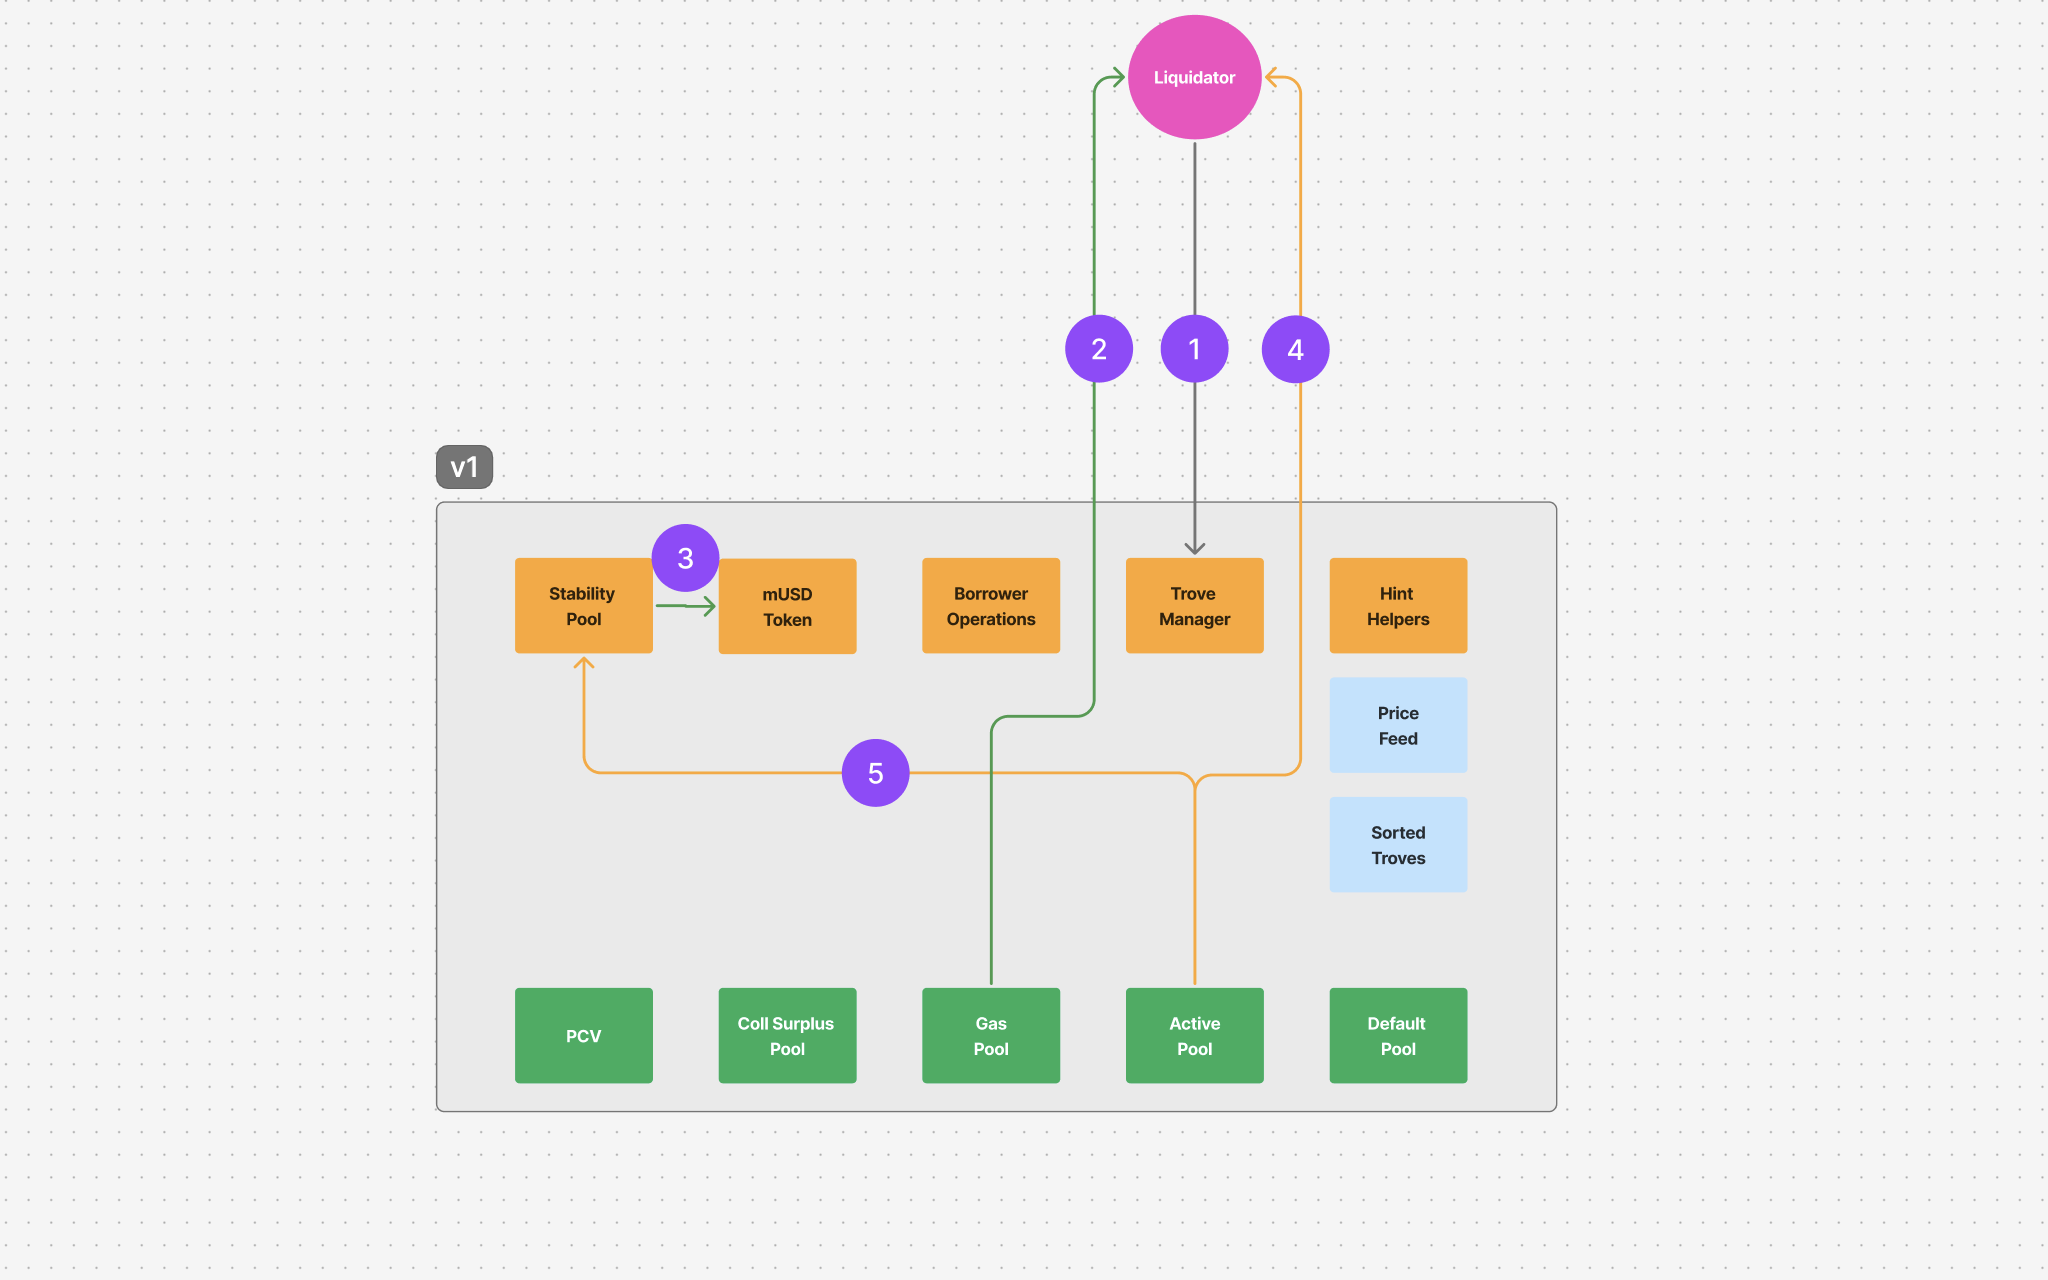 Liquidator
2
1
4
v1
3
Stability
Pool
mUSD
Token
Borrower
Operations
Trove
Manager
Hint
Helpers
Price
Feed
5
Sorted
Troves
PCV
Coll Surplus
Pool
Gas
Pool
Active
Pool
Default
Pool